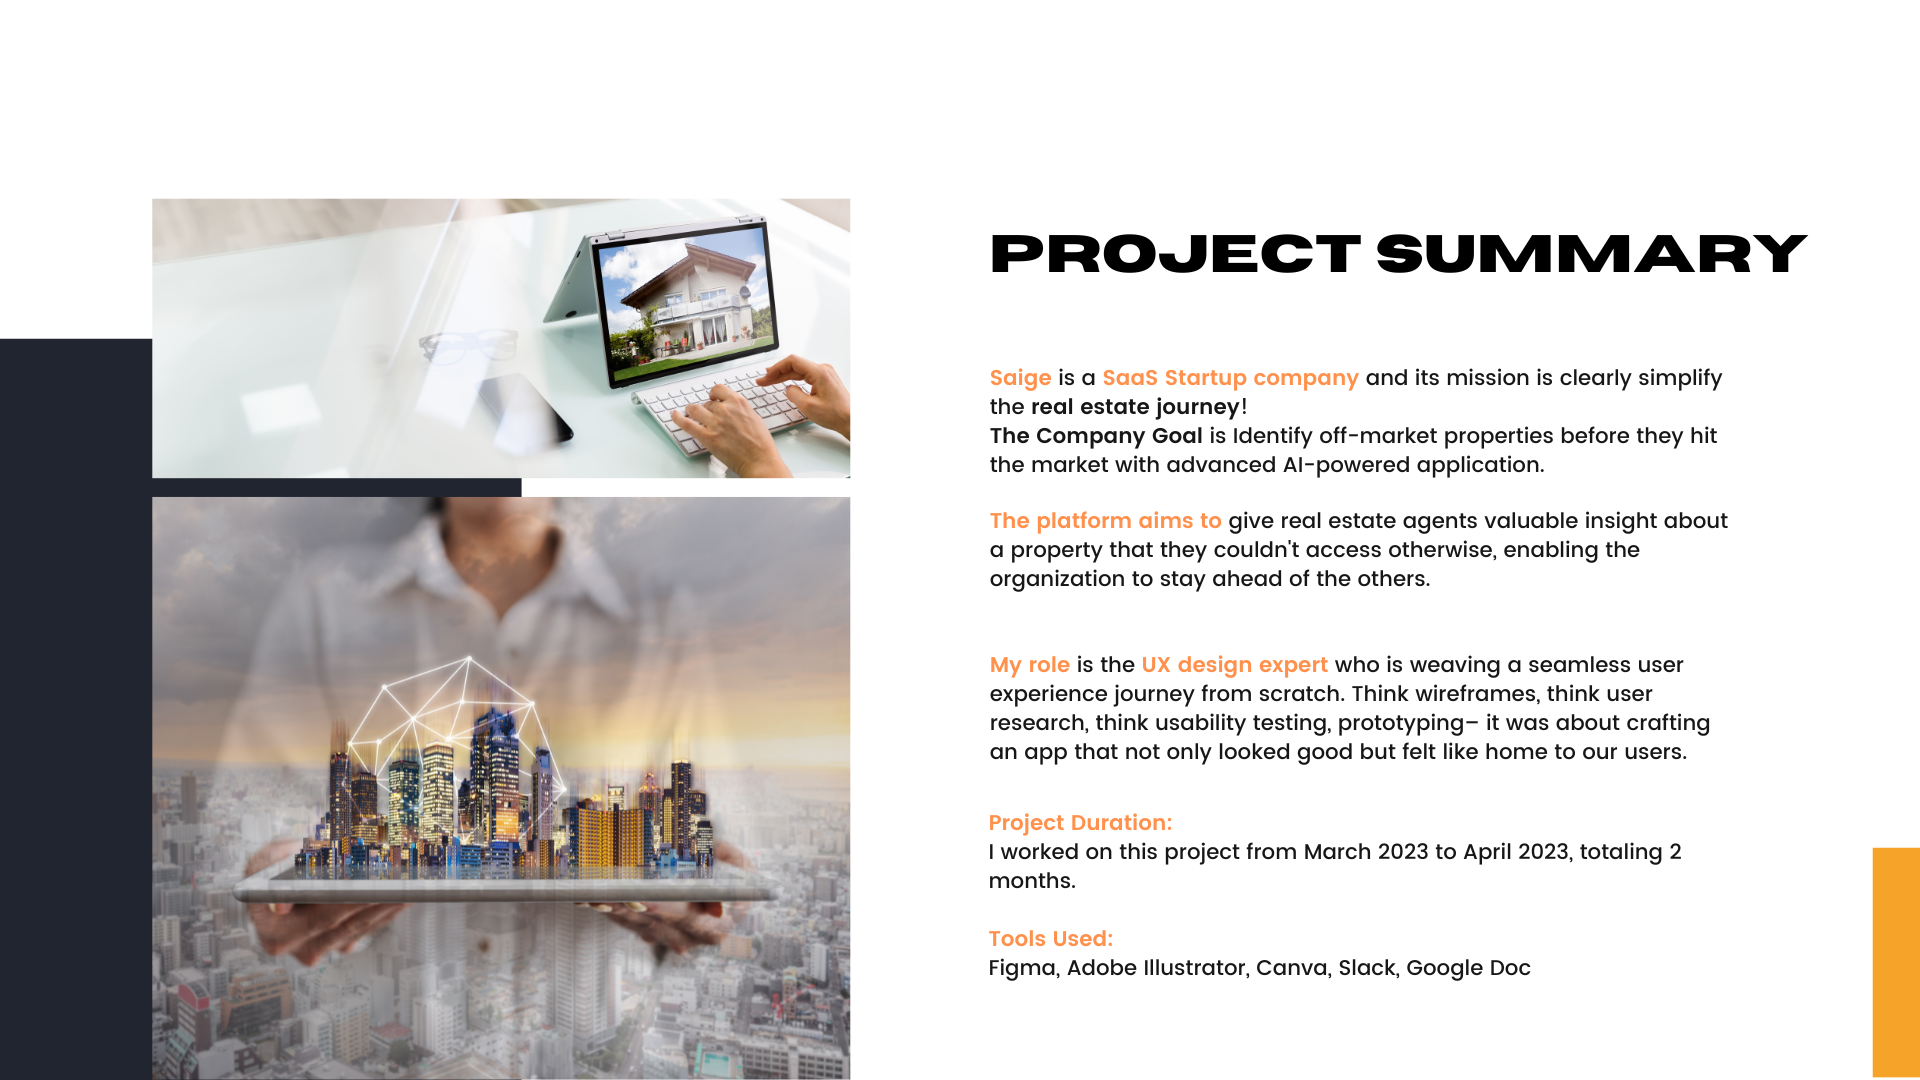 PROJECT SUMMARY
Saige is a SaaS Startup company and its mission is clearly simplify
the real estate journey!
The Company Goal is Identify off-market properties before they hit
the market with advanced AI-powered application.
The platform aims to give real estate agents valuable insight about
a property that they couldn't access otherwise, enabling the
organization to stay ahead of the others.
My role is the UX design expert who is weaving a seamless user
experience journey from scratch. Think wireframes, think user
research, think usability testing, prototyping– it was about crafting
an app that not only looked good but felt like home to our users.
Project Duration:
I worked on this project from March 2023 to April 2023, totaling 2
months.
Tools Used:
Figma, Adobe Illustrator, Canva, Slack, Google Doc